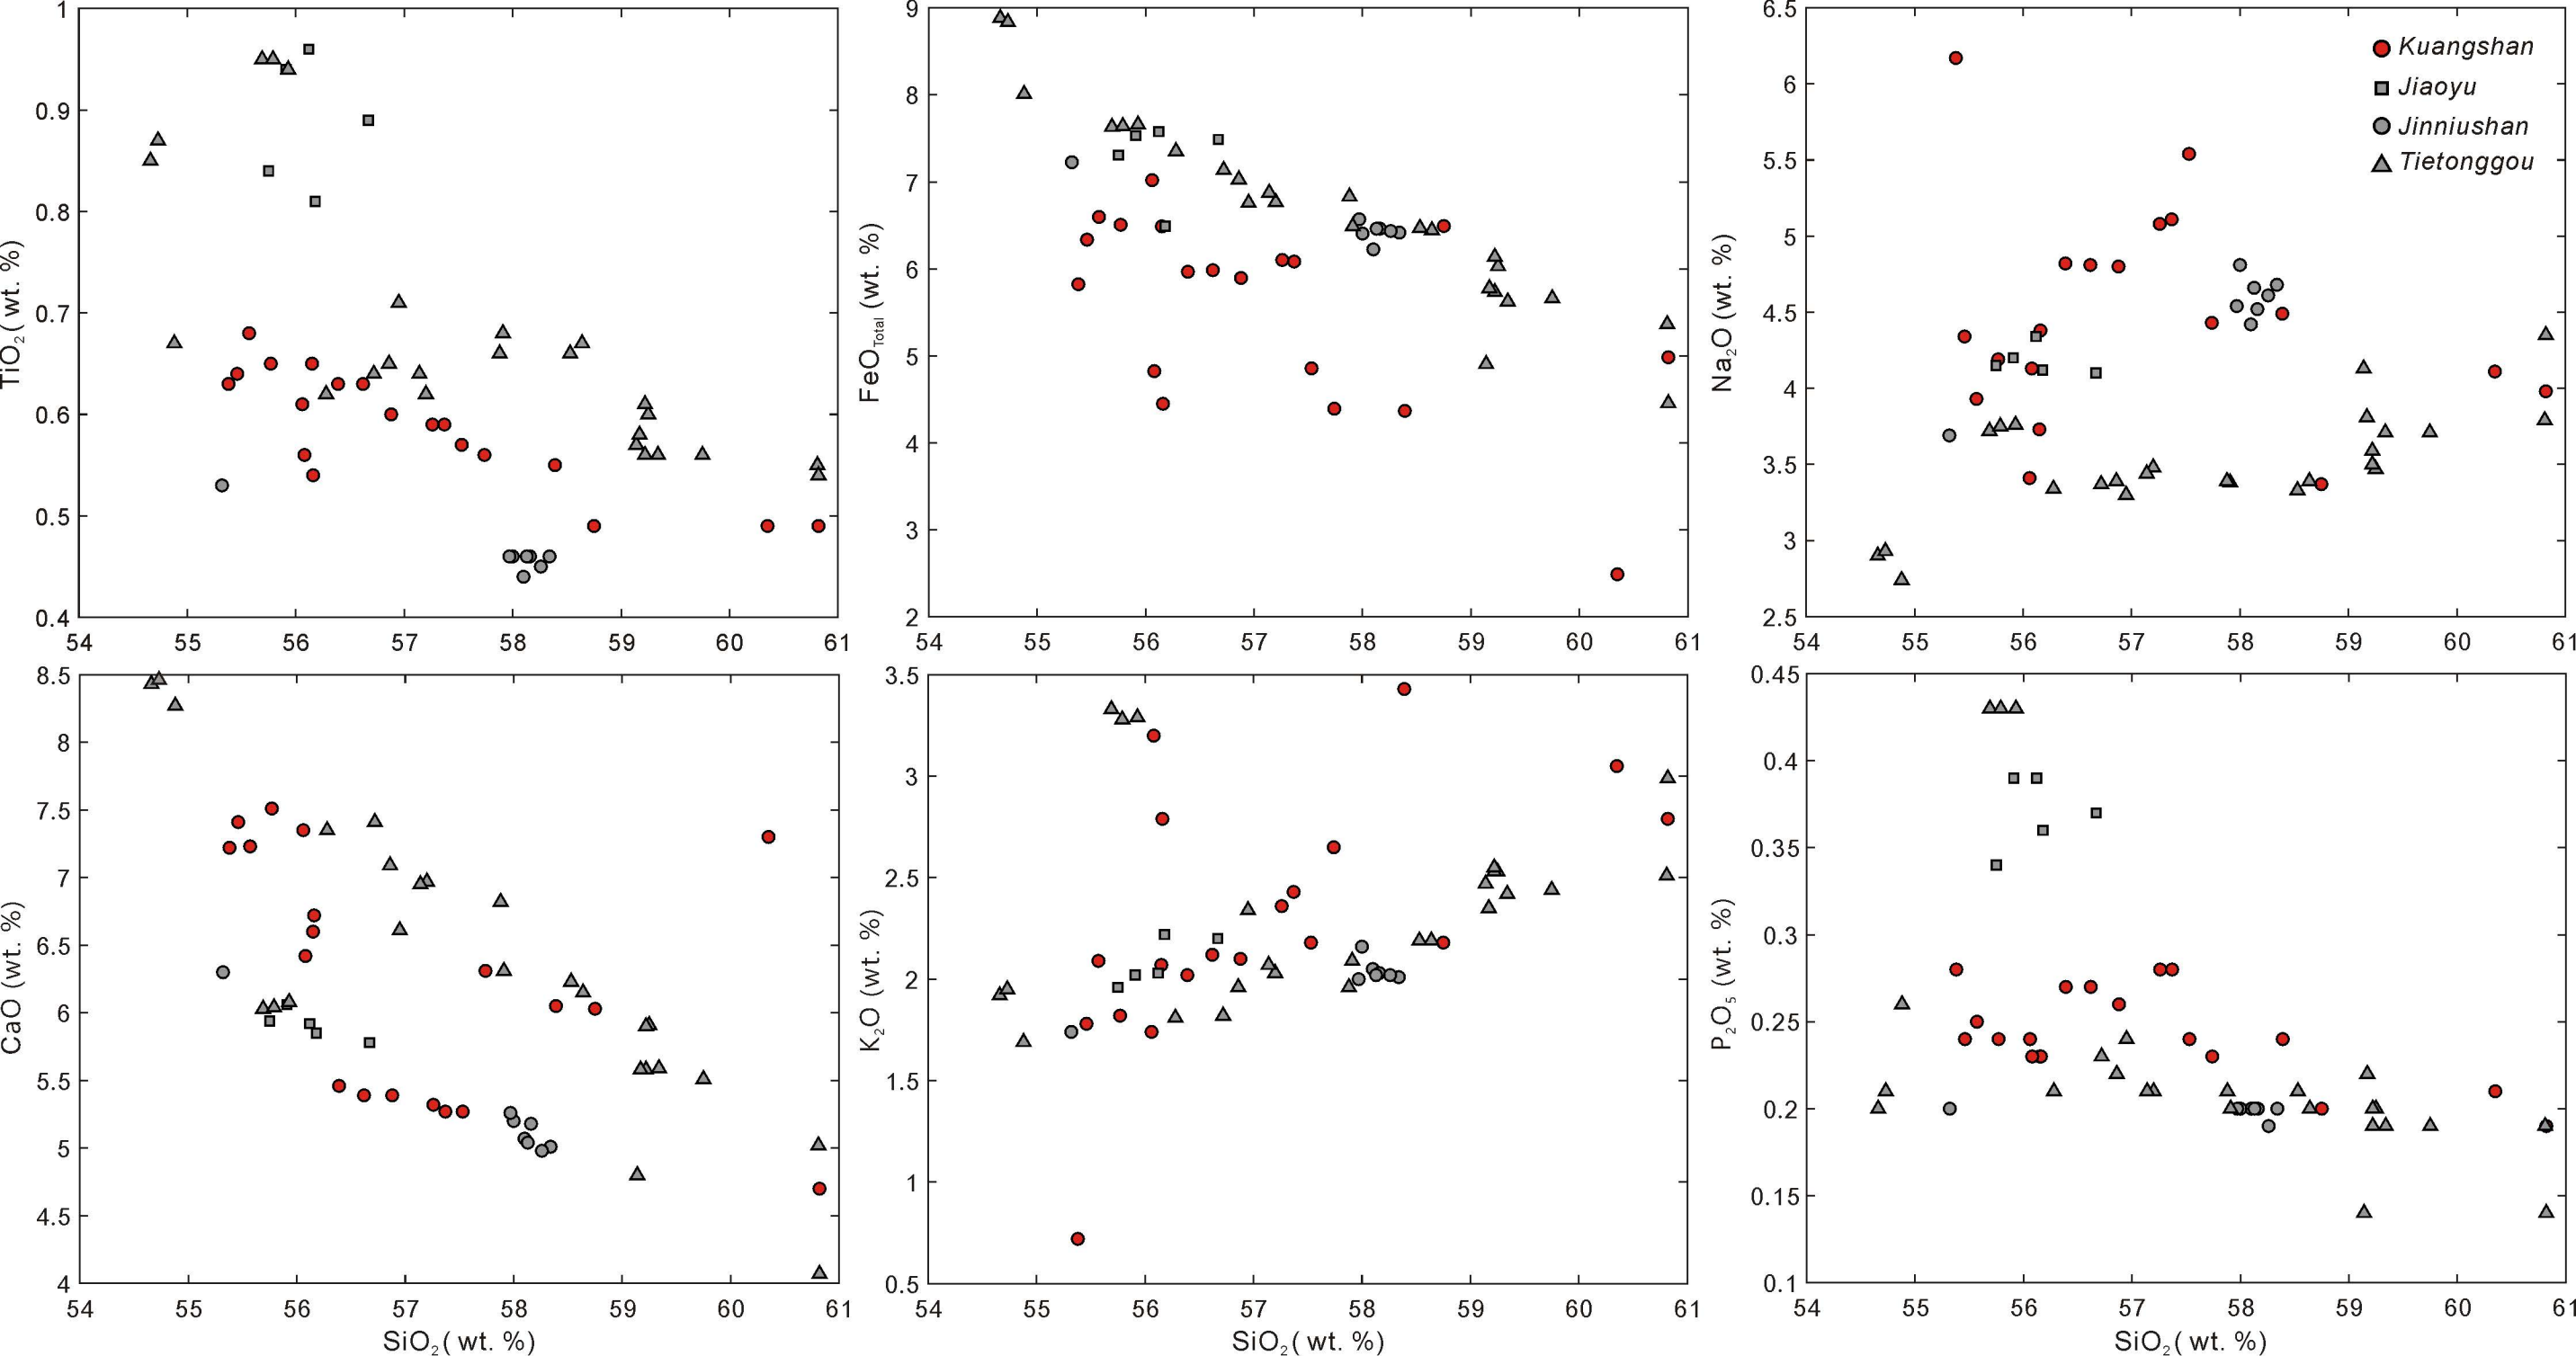 1
0.9
0.8
0.7
0.6
0.5
0.4
TiO₂( wt. %)
54 55 56 57 58 59 60 61
9
8
7
6
5
4
3
2
FeO_Total (wt. %)
54 55 56 57 58 59 60 61
6.5
6
5.5
5
4.5
4
3.5
3
2.5
Na₂O (wt. %)
54 55 56 57 58 59 60 61
Kuangshan
Jiaoyu
Jinniushan
Tietonggou
8.5
8
7.5
7
6.5
6
5.5
5
4.5
4
CaO (wt. %)
54 55 56 57 58 59 60 61
SiO₂( wt. %)
3.5
3
2.5
2
1.5
1
0.5
K₂O (wt. %)
54 55 56 57 58 59 60 61
SiO₂( wt. %)
0.45
0.4
0.35
0.3
0.25
0.2
0.15
0.1
P₂O₅ (wt. %)
54 55 56 57 58 59 60 61
SiO₂( wt. %)